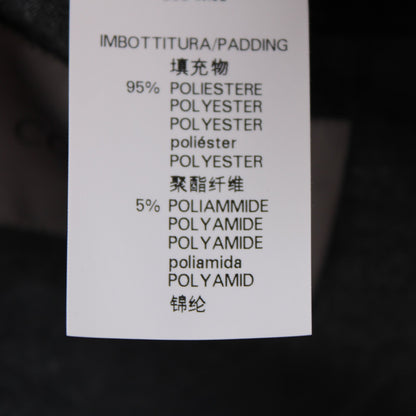 IMBOTTITURA/PADDING
填充物
95% POLIESTERE
POLYESTER
POLYESTER
poliéster
POLYESTER
聚酯纤维
5% POLIAMMIDE
POLYAMIDE
POLYAMIDE
poliamida
POLYAMID
锦纶